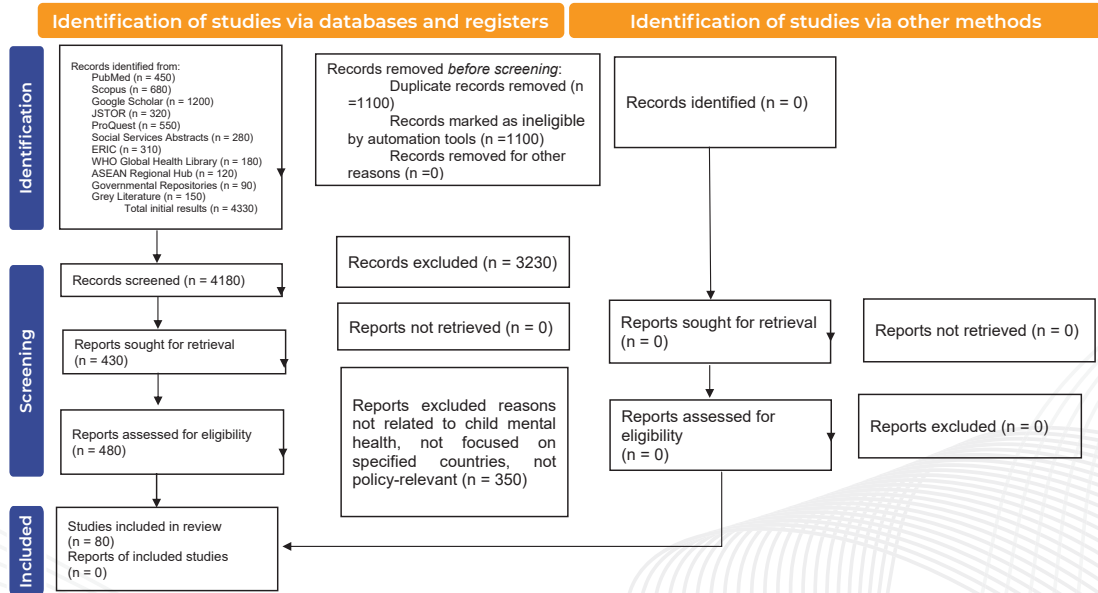 Identification of studies via databases and registers
Identification of studies via other methods
Identification
Records identified from:
PubMed (n = 450)
Scopus (n = 680)
Google Scholar (n = 1200)
JSTOR (n = 320)
ProQuest (n = 550)
Social Services Abstracts (n = 280)
ERIC (n = 310)
WHO Global Health Library (n = 180)
ASEAN Regional Hub (n = 120)
Governmental Repositories (n = 90)
Grey Literature (n = 150)
Total initial results (n = 4330)
Records removed before screening:
Duplicate records removed (n
=1100)
Records marked as ineligible
by automation tools (n =1100)
Records removed for other
reasons (n =0)
Records identified (n = 0)
Screening
Records screened (n = 4180)
Records excluded (n = 3230)
Reports sought for retrieval
(n = 430)
Reports not retrieved (n = 0)
Reports sought for retrieval
(n = 0)
Reports not retrieved (n = 0)
Reports assessed for eligibility
(n = 480)
Reports excluded reasons
not related to child mental
health, not focused on
specified countries, not
policy-relevant (n = 350)
Reports assessed for
eligibility
(n = 0)
Reports excluded (n = 0)
Included
Studies included in review
(n = 80)
Reports of included studies
(n = 0)